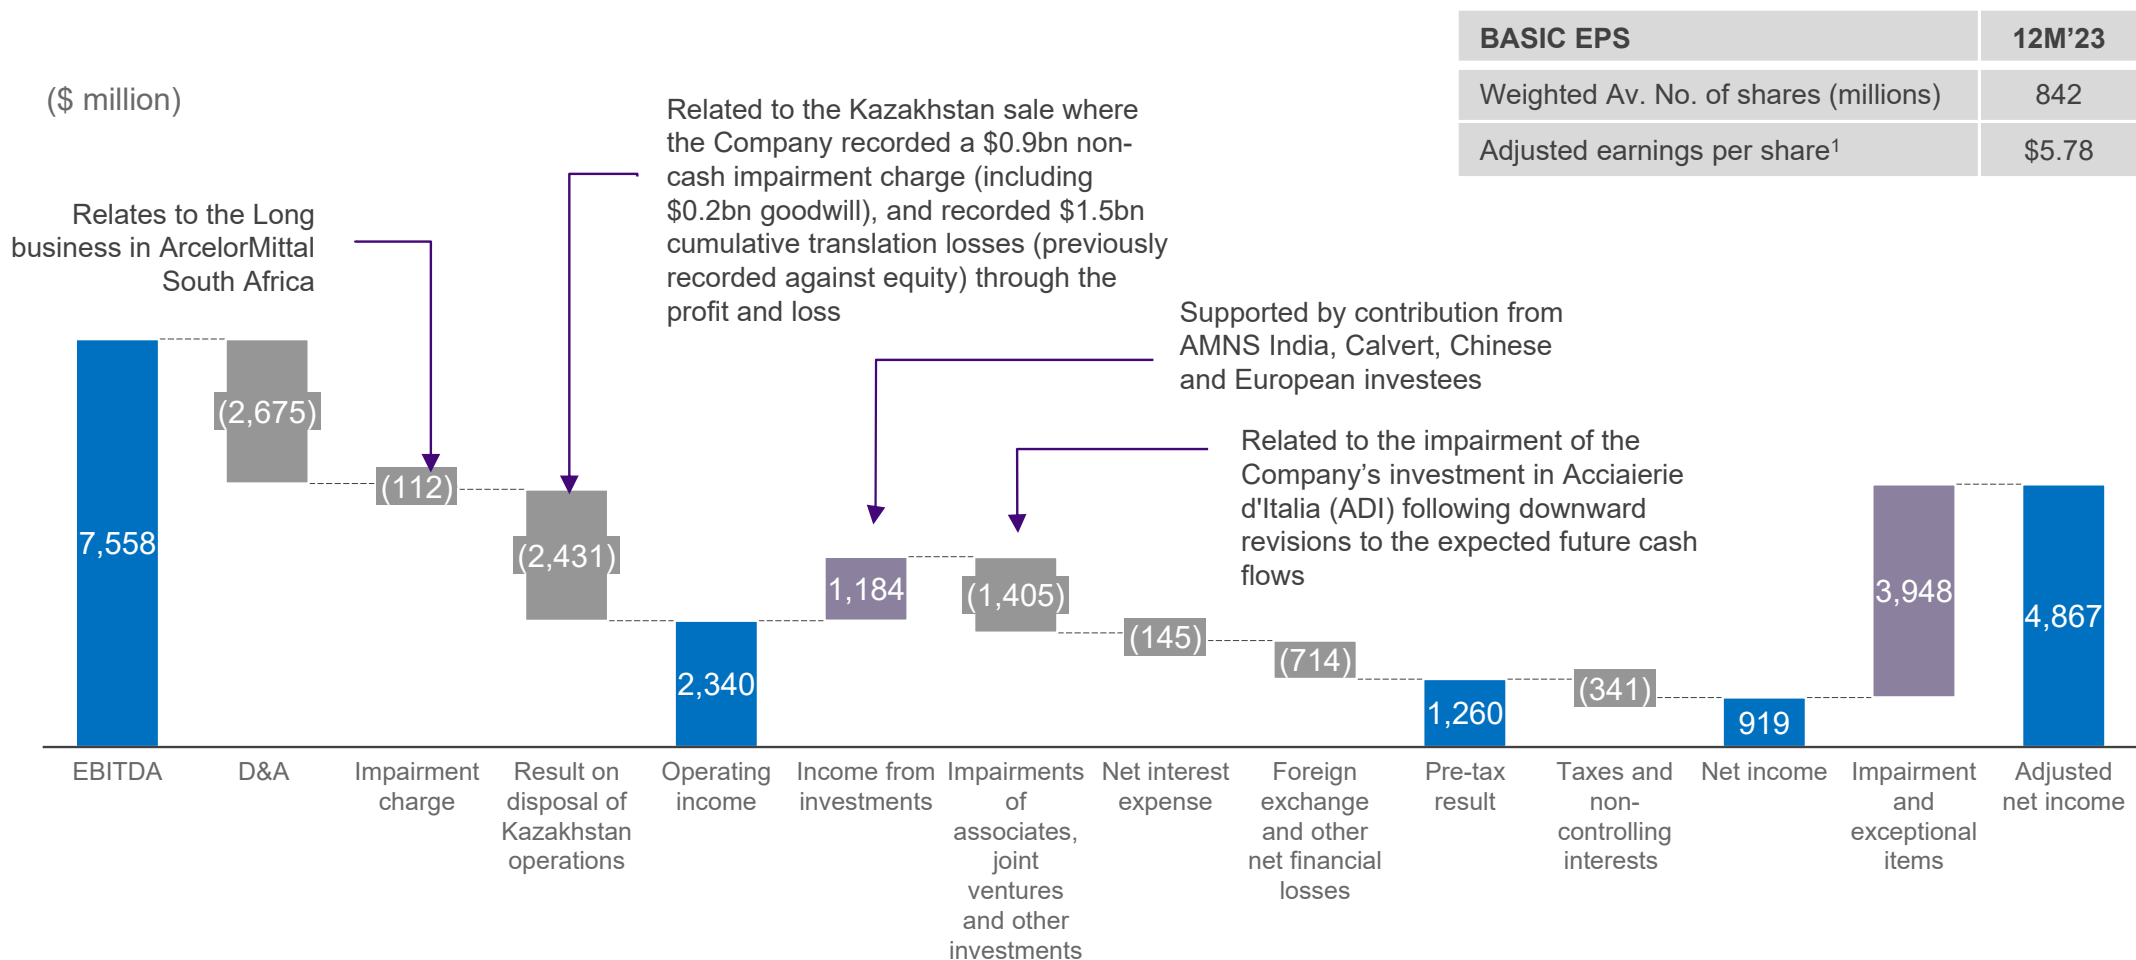 BASIC EPS 12M’23
Weighted Av. No. of shares (millions) 842
Adjusted earnings per share1 $5.78
($ million)
Related to the Kazakhstan sale where
the Company recorded a $0.9bn non-
cash impairment charge (including
$0.2bn goodwill), and recorded $1.5bn
cumulative translation losses (previously
recorded against equity) through the
profit and loss
Relates to the Long
business in ArcelorMittal
South Africa
Supported by contribution from
AMNS India, Calvert, Chinese
and European investees
Related to the impairment of the
Company’s investment in Acciaierie
d'Italia (ADI) following downward
revisions to the expected future cash
flows
7,558
(2,675)
(112)
(2,431)
2,340
1,184
(1,405)
(145)
(714)
1,260
(341)
919
3,948
4,867
EBITDA
D&A
Impairment
charge
Result on
disposal of
Kazakhstan
operations
Operating
income
Income from
investments
Impairments
of
associates,
joint
ventures
and other
investments
Net interest
expense
Foreign
exchange
and other
net financial
losses
Pre-tax
result
Taxes and
non-
controlling
interests
Net income
Impairment
and
exceptional
items
Adjusted
net income